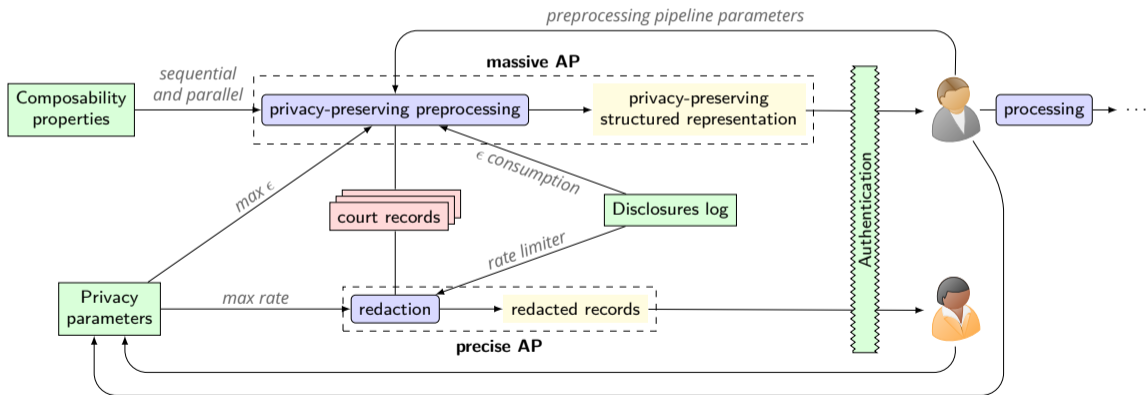 preprocessing pipeline parameters
massive AP
sequential
and parallel
Composability
properties
privacy-preserving preprocessing
privacy-preserving
structured representation
processing
...
max ϵ
ϵ consumption
court records
Disclosures log
Authentication
rate limiter
Privacy
parameters
max rate
redaction
redacted records
precise AP